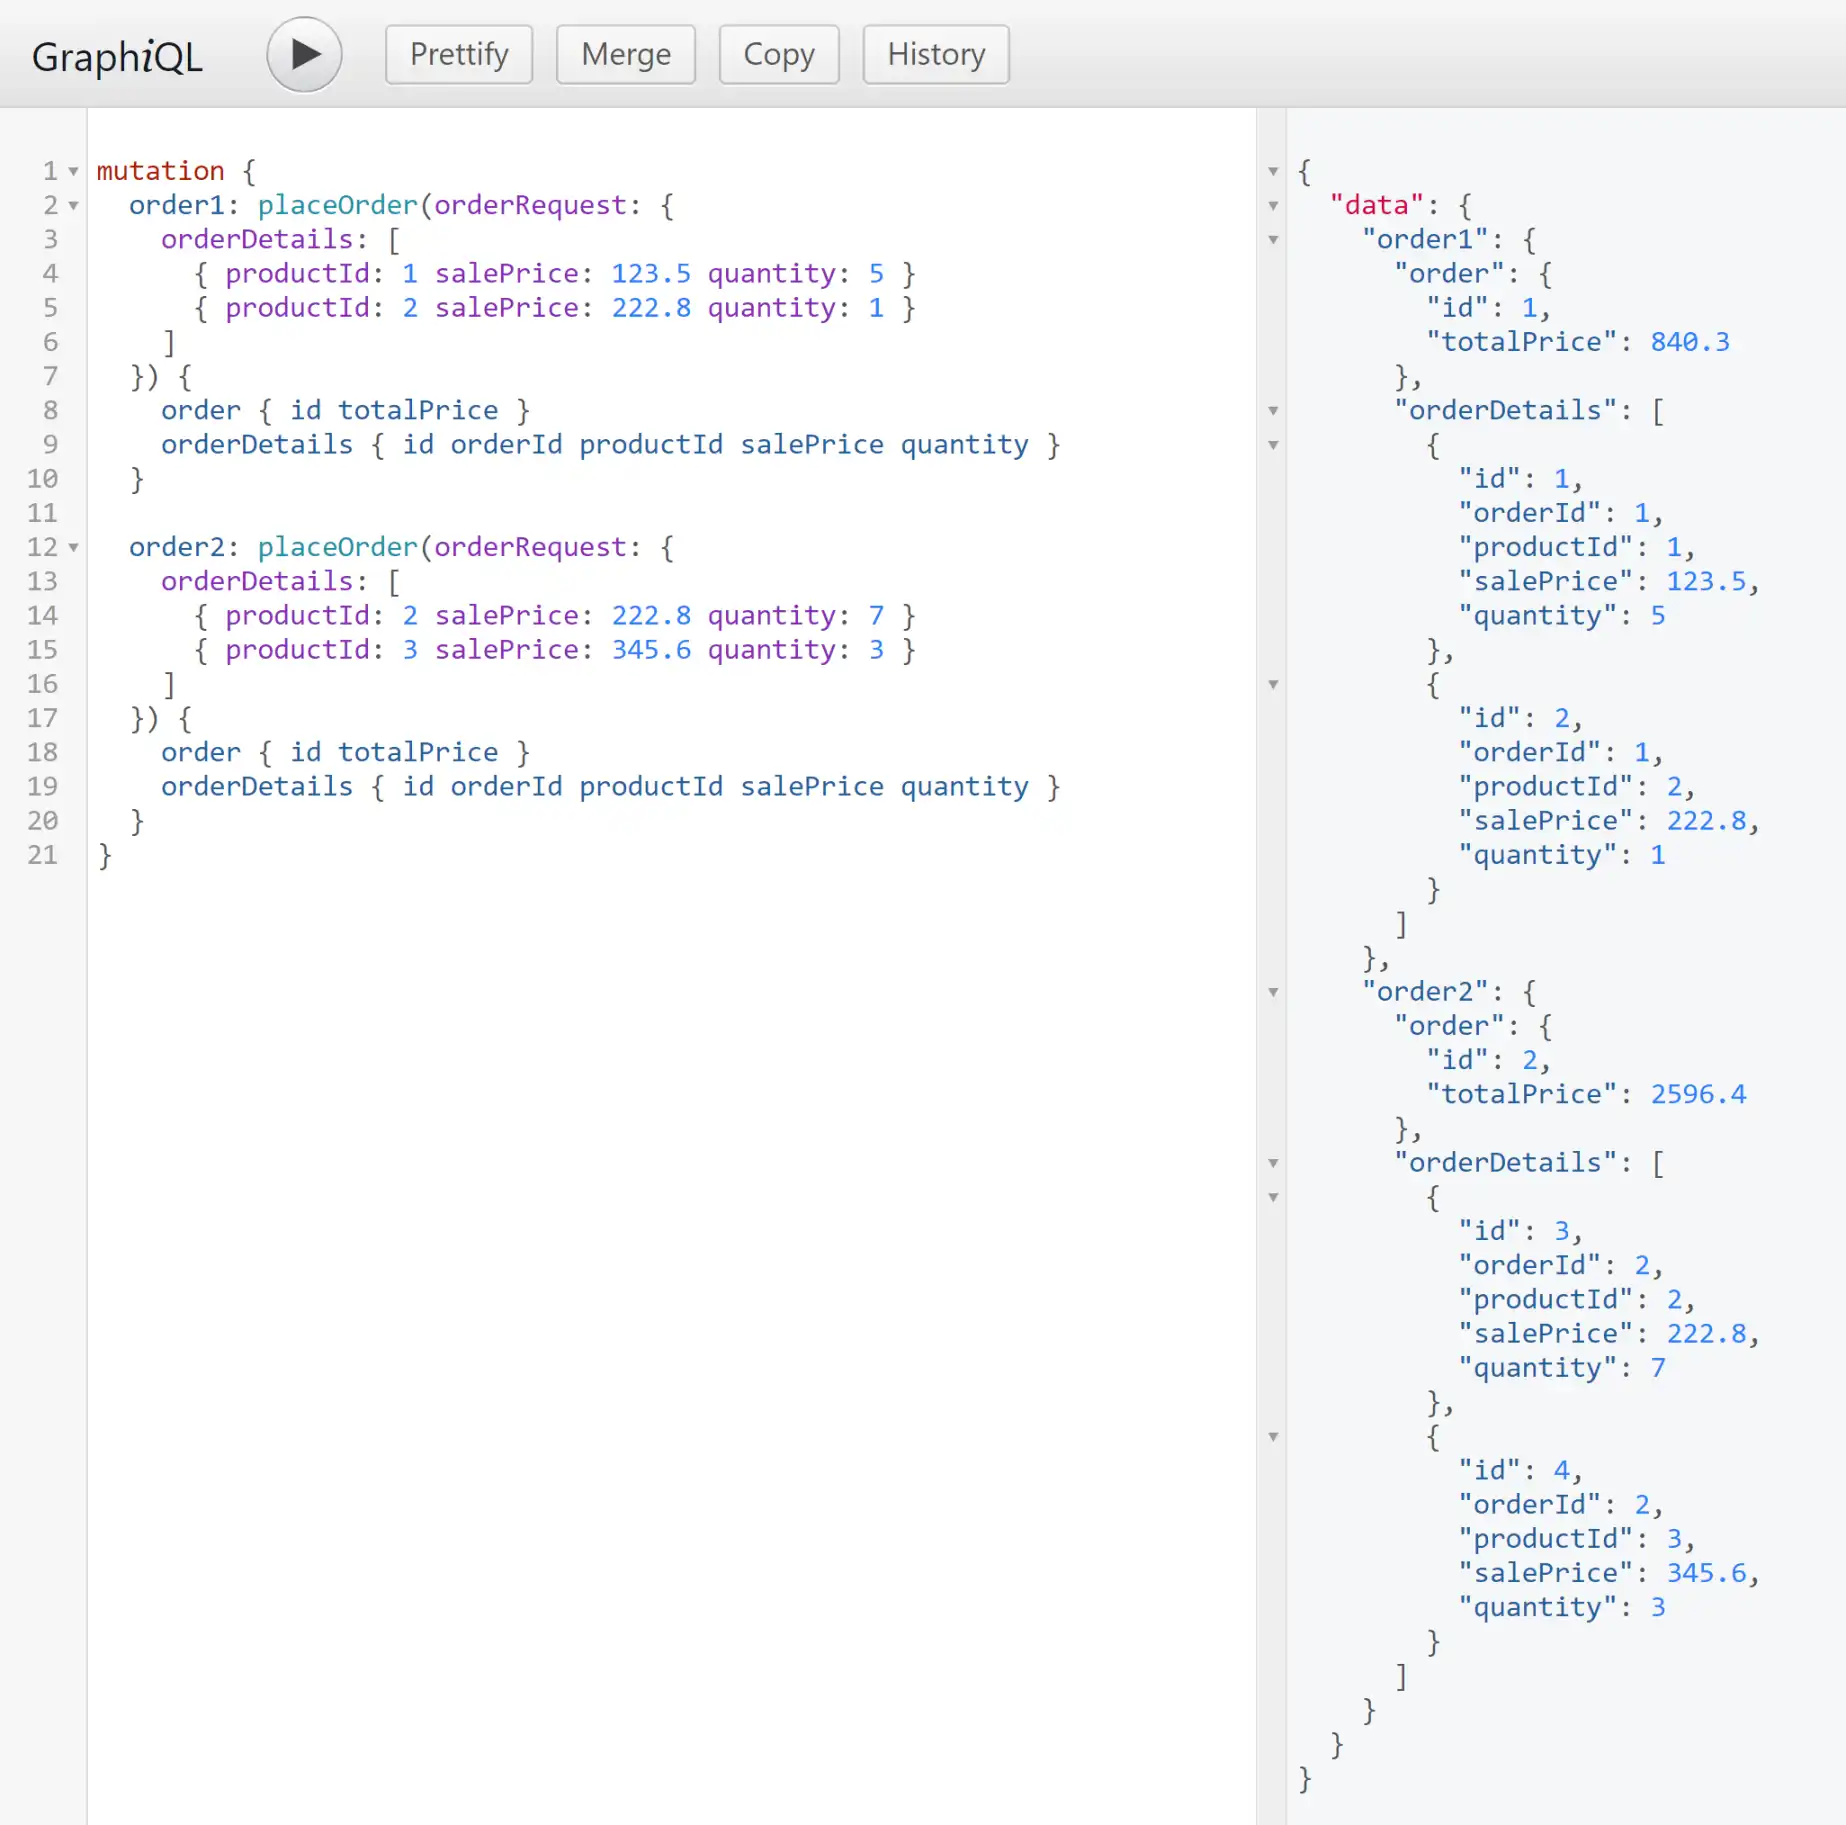 GraphiQL Prettify Merge Copy History
1 mutation {
2 order1: placeOrder(orderRequest: {
3 orderDetails: [
4 { productId: 1 salePrice: 123.5 quantity: 5 }
5 { productId: 2 salePrice: 222.8 quantity: 1 }
6 ]
7 }) {
8 order { id totalPrice }
9 orderDetails { id orderId productId salePrice quantity }
10 }
11
12 order2: placeOrder(orderRequest: {
13 orderDetails: [
14 { productId: 2 salePrice: 222.8 quantity: 7 }
15 { productId: 3 salePrice: 345.6 quantity: 3 }
16 ]
17 }) {
18 order { id totalPrice }
19 orderDetails { id orderId productId salePrice quantity }
20 }
21 }
{
"data": {
"order1": {
"order": {
"id": 1,
"totalPrice": 840.3
},
"orderDetails": [
{
"id": 1,
"orderId": 1,
"productId": 1,
"salePrice": 123.5,
"quantity": 5
},
{
"id": 2,
"orderId": 1,
"productId": 2,
"salePrice": 222.8,
"quantity": 1
}
]
},
"order2": {
"order": {
"id": 2,
"totalPrice": 2596.4
},
"orderDetails": [
{
"id": 3,
"orderId": 2,
"productId": 2,
"salePrice": 222.8,
"quantity": 7
},
{
"id": 4,
"orderId": 2,
"productId": 3,
"salePrice": 345.6,
"quantity": 3
}
]
}
}
}